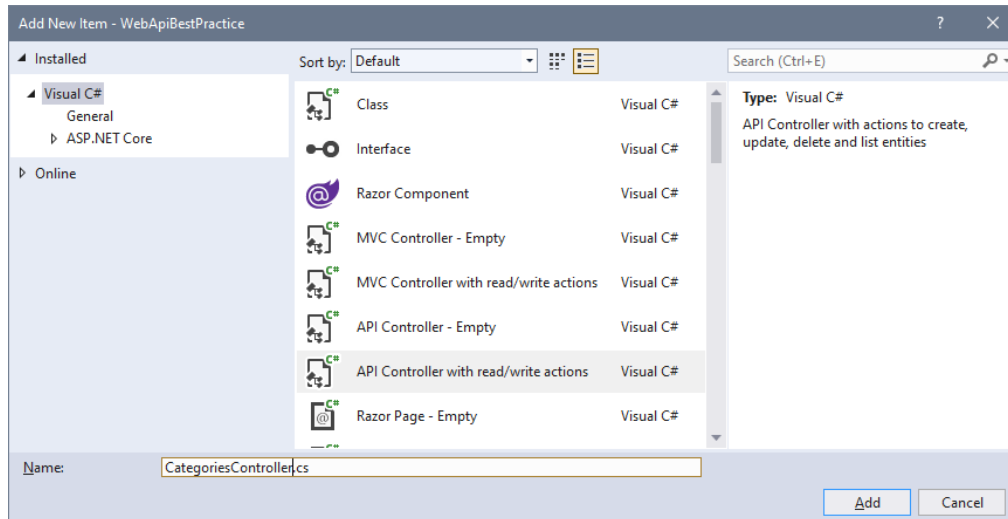 Add New Item - WebApiBestPractice
? ×
Installed
Sort by: Default
Search (Ctrl+E)
Visual C#
General
ASP.NET Core
Online
C# Class Visual C#
Interface Visual C#
@ Razor Component Visual C#
C# MVC Controller - Empty Visual C#
C# MVC Controller with read/write actions Visual C#
C# API Controller - Empty Visual C#
C# API Controller with read/write actions Visual C#
C# @ Razor Page - Empty Visual C#
C#
Type: Visual C#
API Controller with actions to create,
update, delete and list entities
Name: CategoriesController.cs
Add Cancel